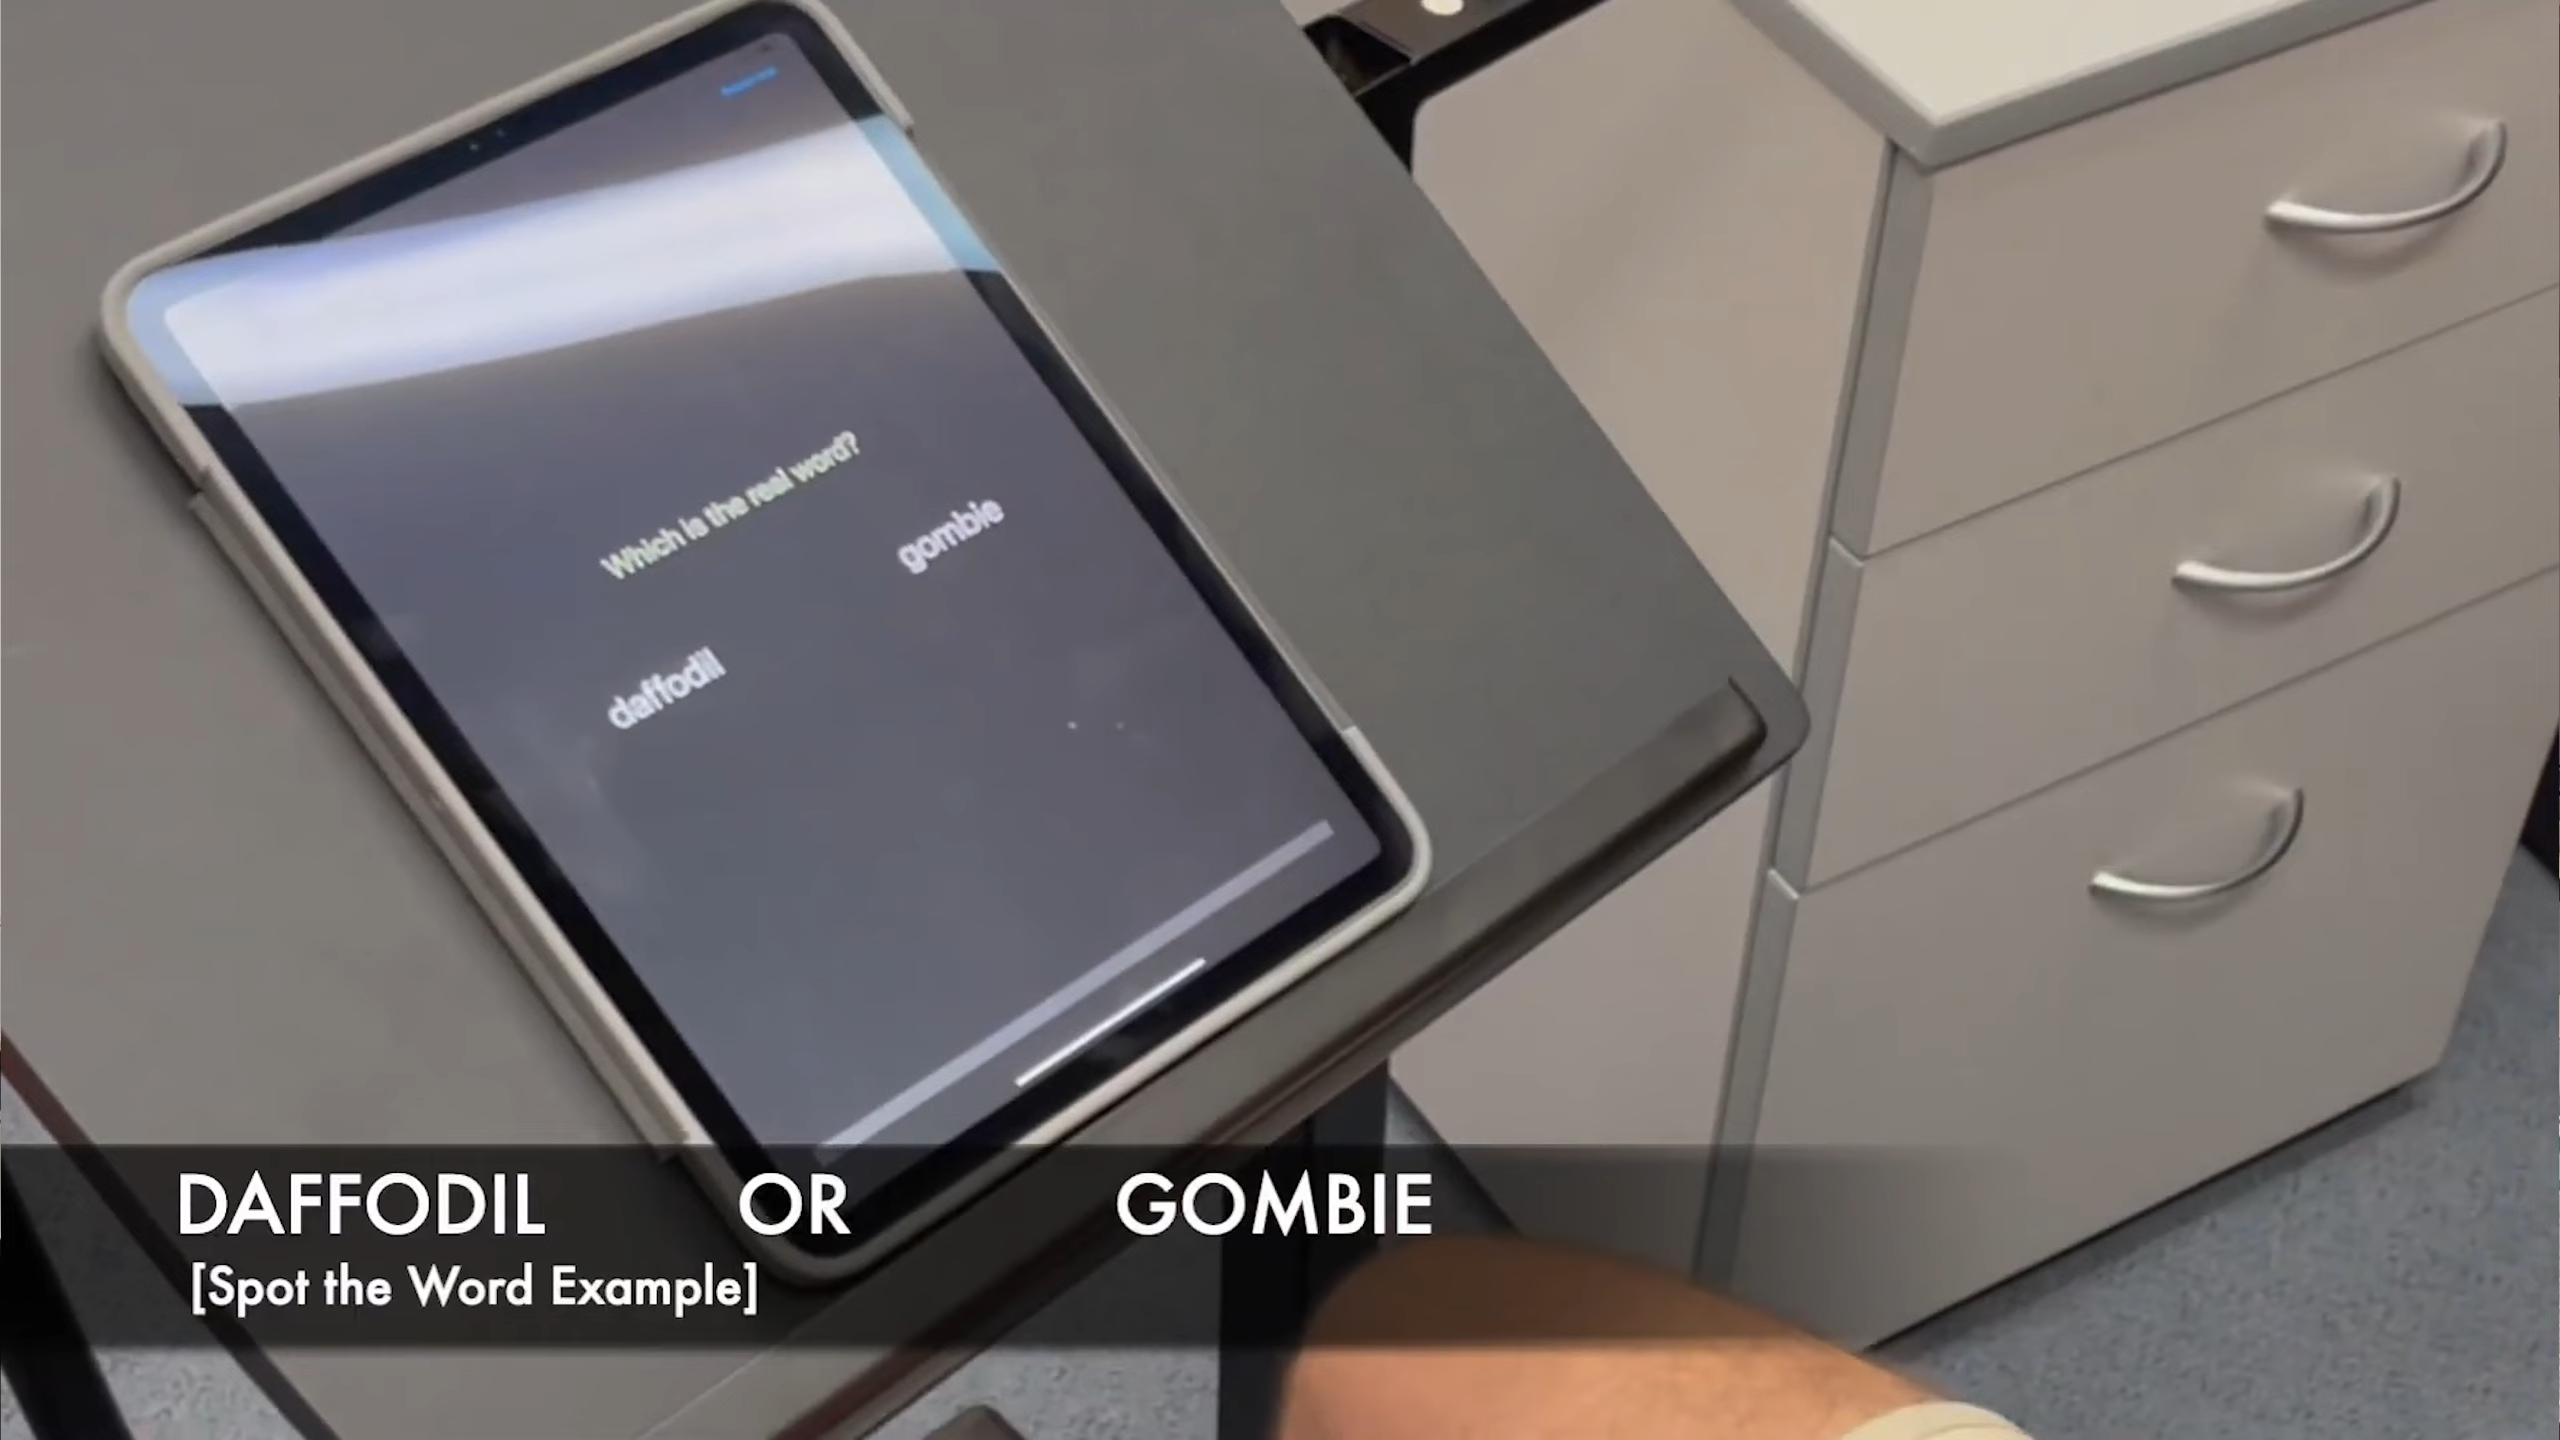 Which is the real word?
daffodil gombie
DAFFODIL OR GOMBIE
[Spot the Word Example]